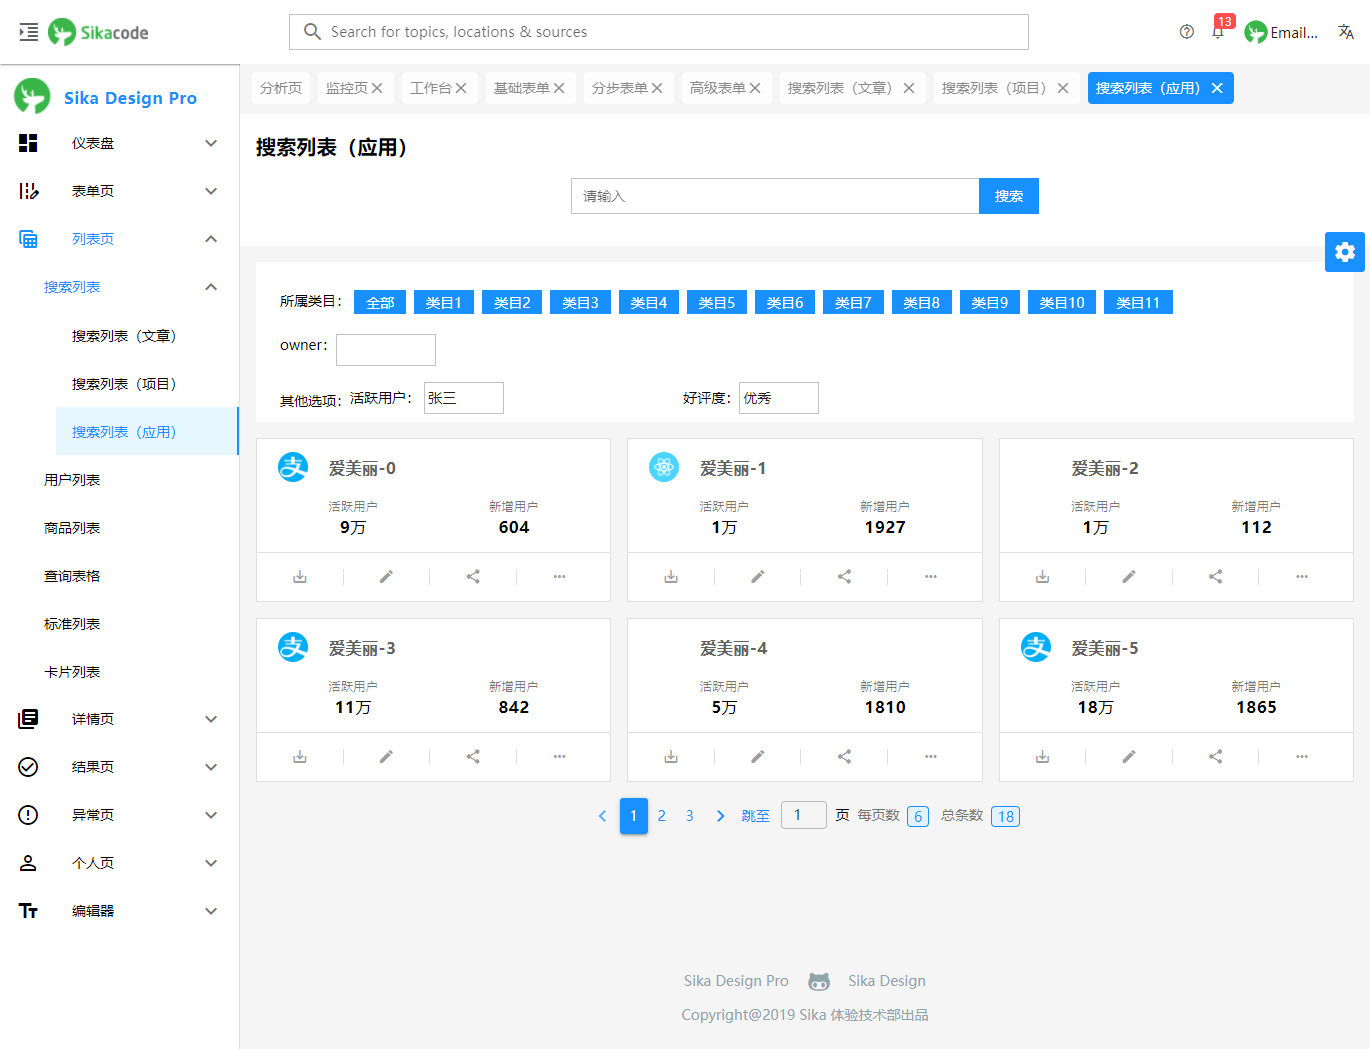 Sikacode
Search for topics, locations & sources
13
Email...
Sika Design Pro
仪表盘
表单页
列表页
搜索列表
搜索列表（文章）
搜索列表（项目）
搜索列表（应用）
用户列表
商品列表
查询表格
标准列表
卡片列表
详情页
结果页
异常页
个人页
编辑器
分析页 监控页 工作台 基础表单 分步表单 高级表单 搜索列表（文章） 搜索列表（项目） 搜索列表（应用）
搜索列表（应用）
请输入 搜索
所属类目： 全部 类目1 类目2 类目3 类目4 类目5 类目6 类目7 类目8 类目9 类目10 类目11
owner：
其他选项： 活跃用户： 张三 好评度： 优秀
爱美丽-0
活跃用户 新增用户
9万 604
爱美丽-1
活跃用户 新增用户
1万 1927
爱美丽-2
活跃用户 新增用户
1万 112
爱美丽-3
活跃用户 新增用户
11万 842
爱美丽-4
活跃用户 新增用户
5万 1810
爱美丽-5
活跃用户 新增用户
18万 1865
1 2 3 跳至 1 页 每页数 6 总条数 18
Sika Design Pro Sika Design
Copyright@2019 Sika 体验技术部出品